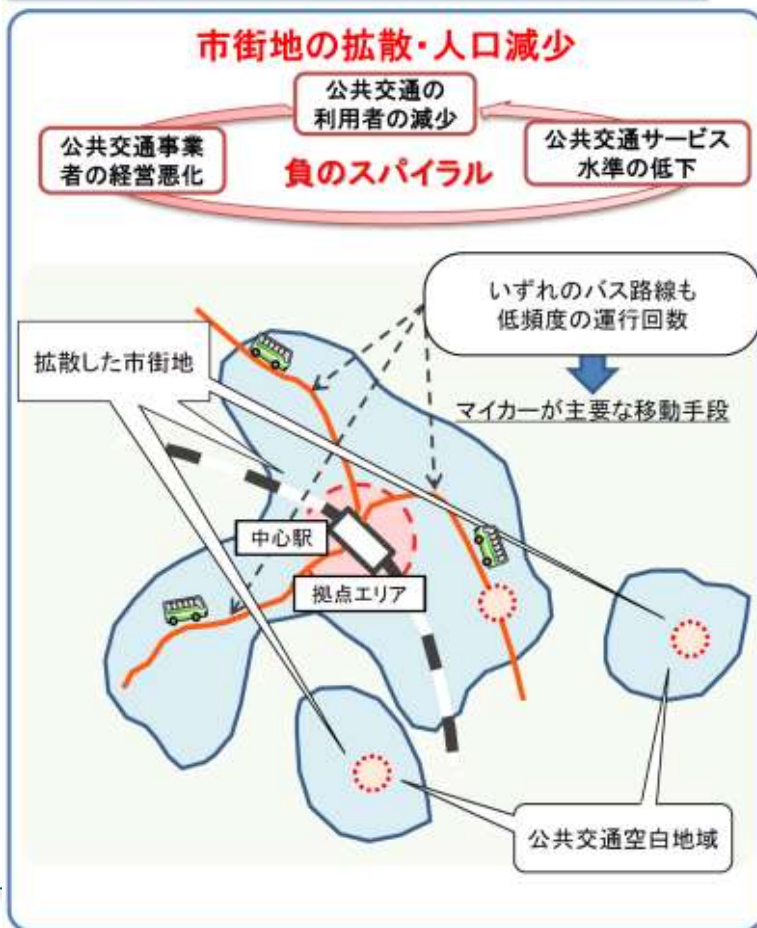 市街地の拡散・人口減少
公共交通の
利用者の減少
公共交通事業
者の経営悪化
負のスパイラル
公共交通サービス
水準の低下
いずれのバス路線も
低頻度の運行回数
拡散した市街地
マイカーが主要な移動手段
中心駅
拠点エリア
公共交通空白地域